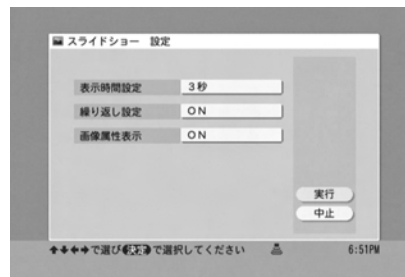 スライドショー 設定
表示時間設定 3秒
繰り返し設定 ON
画像属性表示 ON
実行
中止
で選び 決定 で選択してください 6:51PM